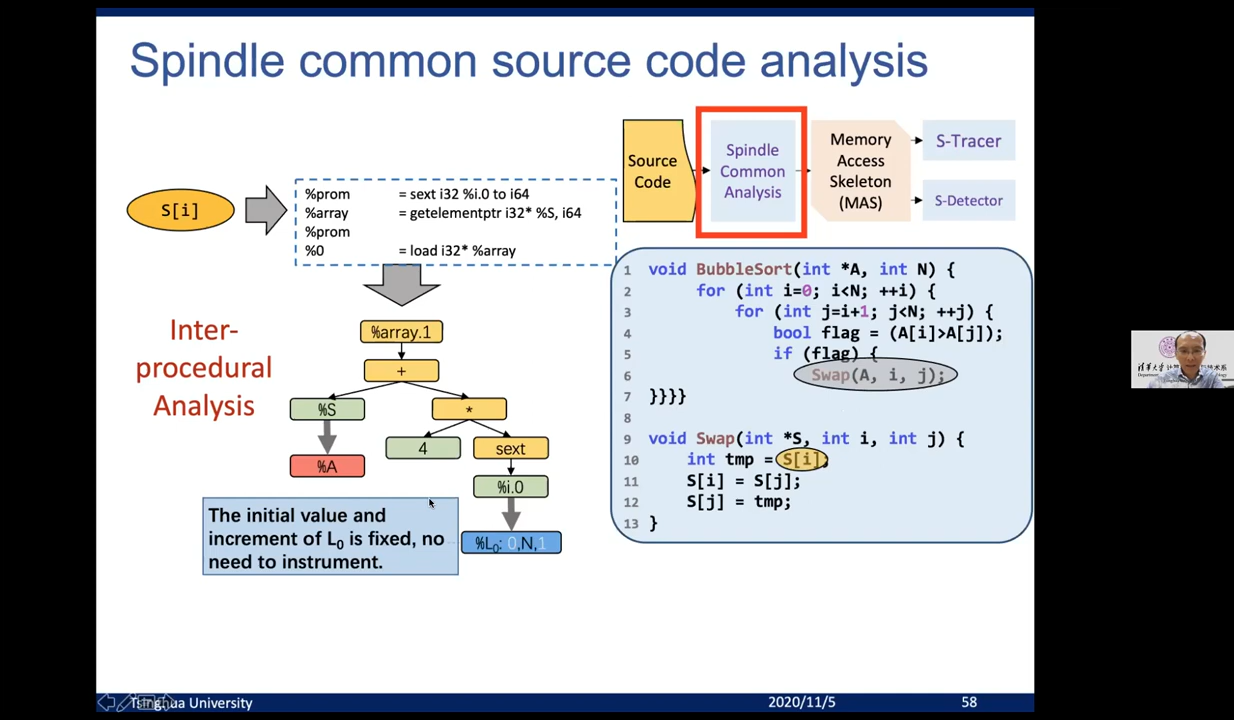 Spindle common source code analysis
S[i]
%prom = sext i32 %i.0 to i64
%array = getelementptr i32* %S, i64
%prom
%0 = load i32* %array
Source
Code
Spindle
Common
Analysis
Memory
Access
Skeleton
(MAS)
S-Tracer
S-Detector
Inter-
procedural
Analysis
%array.1
+
%S
*
%A
4
sext
%i.0
%L0: 0,N,1
The initial value and
increment of L0 is fixed, no
need to instrument.
1 void BubbleSort(int *A, int N) {
2 for (int i=0; i<N; ++i) {
3 for (int j=i+1; j<N; ++j) {
4 bool flag = (A[i]>A[j]);
5 if (flag) {
6 Swap(A, i, j);
7 }}}}
8
9 void Swap(int *S, int i, int j) {
10 int tmp = S[i];
11 S[i] = S[j];
12 S[j] = tmp;
13 }
Tsinghua University
2020/11/5
58